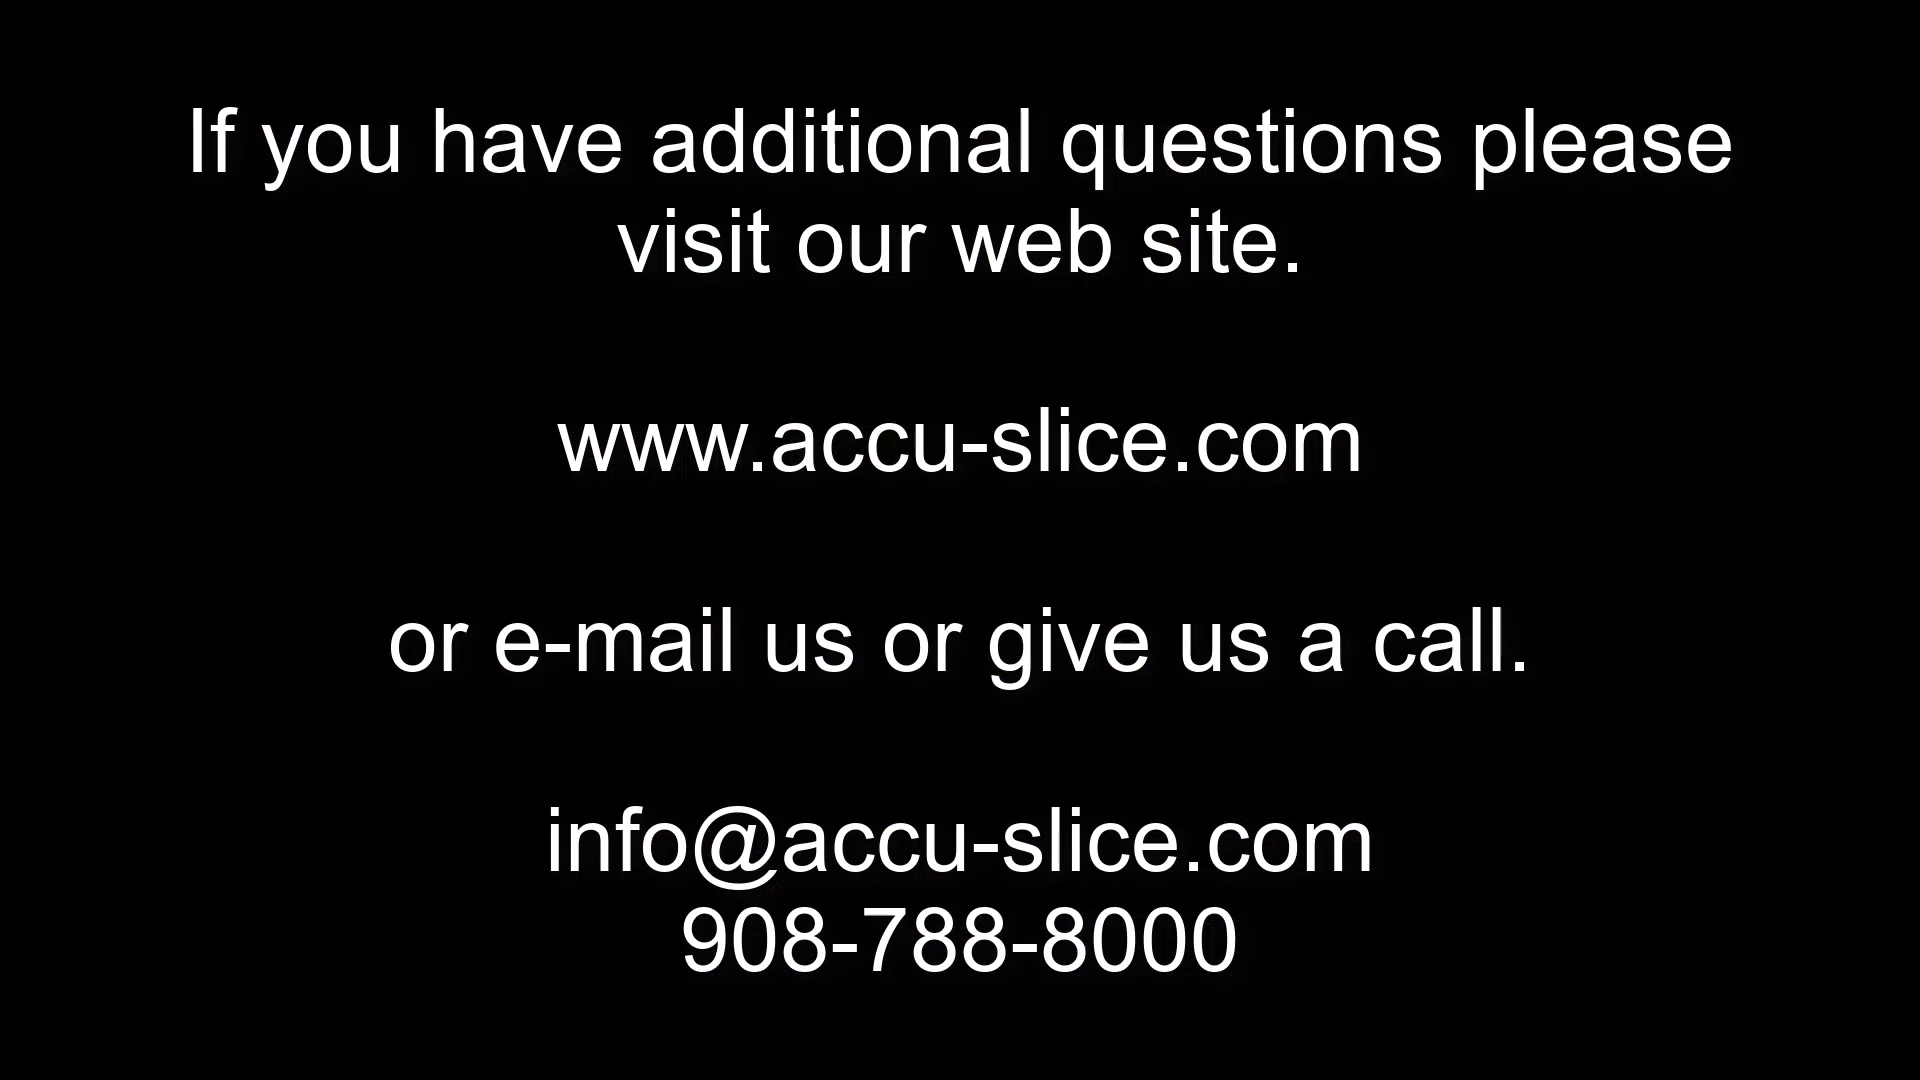 If you have additional questions please
visit our web site.
www.accu-slice.com
or e-mail us or give us a call.
info@accu-slice.com
908-788-8000